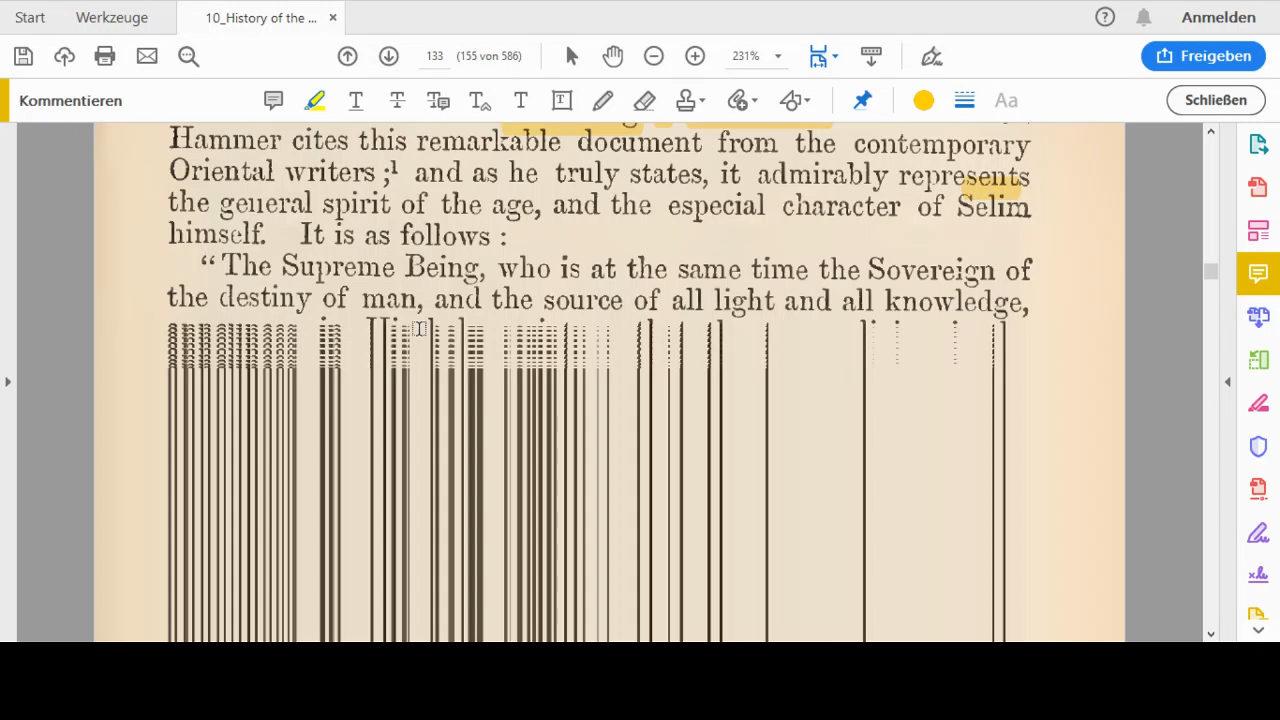 Start
Werkzeuge
10_History of the ...
Anmelden
133
(155 von 586)
231%
Freigeben
Kommentieren
Aa
Schließen
Hammer cites this remarkable document from the contemporary
Oriental writers ;¹ and as he truly states, it admirably represents
the general spirit of the age, and the especial character of Selim
himself. It is as follows :
“The Supreme Being, who is at the same time the Sovereign of
the destiny of man, and the source of all light and all knowledge,